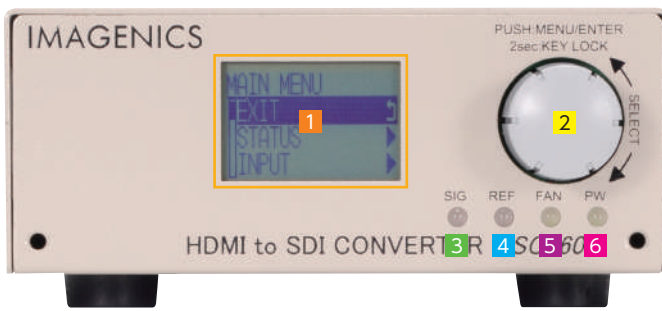 IMAGENICS
PUSH:MENU/ENTER
2sec:KEY LOCK
MAIN MENU
EXIT
STATUS
INPUT
1
2
SELECT
SIG REF FAN PW
3 4 5 6
HDMI to SDI CONVERTER